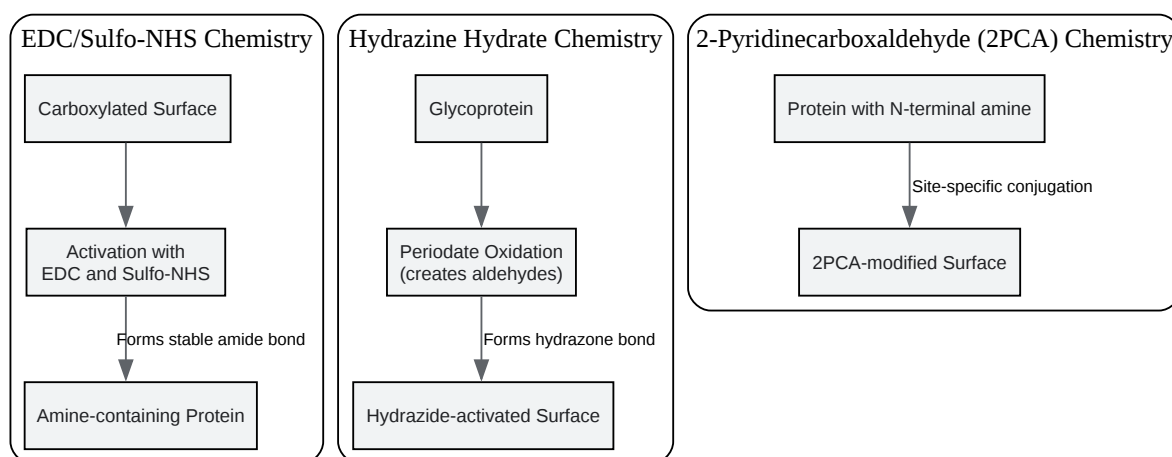 EDC/Sulfo-NHS Chemistry
Carboxylated Surface
Activation with
EDC and Sulfo-NHS
Forms stable amide bond
Amine-containing Protein
Hydrazine Hydrate Chemistry
Glycoprotein
Periodate Oxidation
(creates aldehydes)
Forms hydrazone bond
Hydrazide-activated Surface
2-Pyridinecarboxaldehyde (2PCA) Chemistry
Protein with N-terminal amine
Site-specific conjugation
2PCA-modified Surface